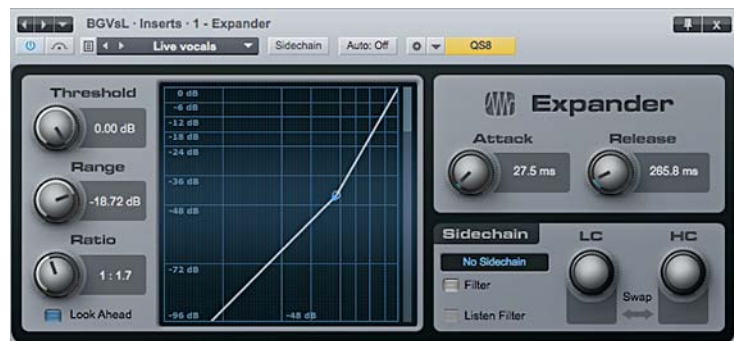 BGVsL · Inserts · 1 - Expander
Live vocals
Sidechain
Auto: Off
QS8
Threshold
0.00 dB
Range
-18.72 dB
Ratio
1 : 1.7
Look Ahead
0 dB
-6 dB
-12 dB
-18 dB
-24 dB
-36 dB
-48 dB
-72 dB
-96 dB
-48 dB
Expander
Attack
27.5 ms
Release
265.8 ms
Sidechain
No Sidechain
Filter
Listen Filter
LC
HC
Swap